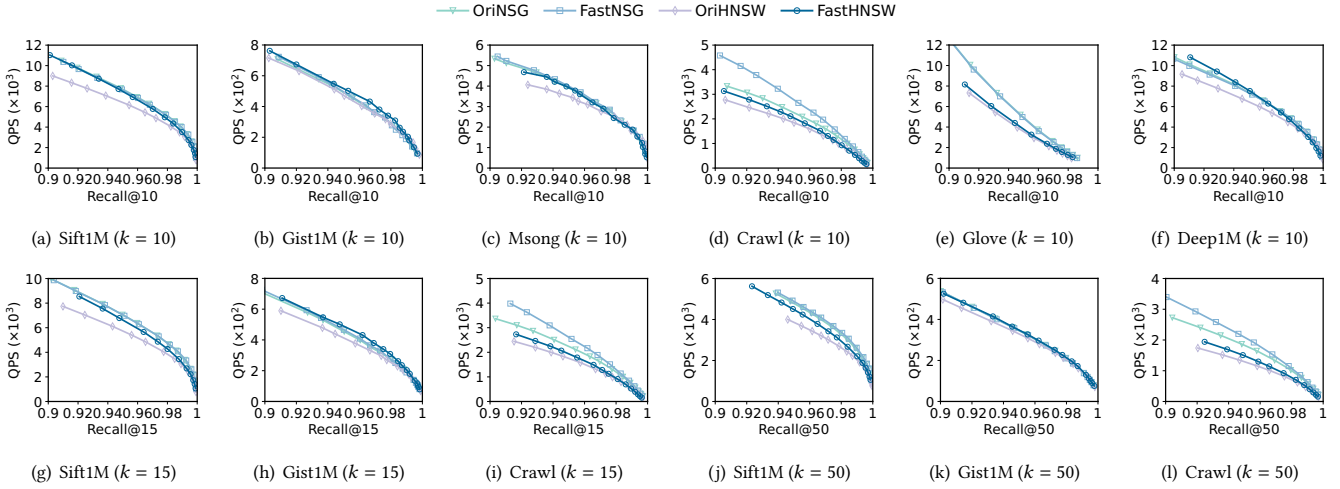 OriNSG FastNSG OriHNSW FastHNSW
QPS (×10³) 12 10 8 6 4 2 0
0.9 0.92 0.94 0.96 0.98 1
Recall@10
(a) Sift1M (k = 10)
QPS (×10²) 8 6 4 2 0
0.9 0.92 0.94 0.96 0.98 1
Recall@10
(b) Gist1M (k = 10)
QPS (×10³) 6 5 4 3 2 1 0
0.9 0.92 0.94 0.96 0.98 1
Recall@10
(c) Msong (k = 10)
QPS (×10³) 5 4 3 2 1 0
0.9 0.92 0.94 0.96 0.98 1
Recall@10
(d) Crawl (k = 10)
QPS (×10³) 12 10 8 6 4 2 0
0.9 0.92 0.94 0.96 0.98 1
Recall@10
(e) Glove (k = 10)
QPS (×10³) 12 10 8 6 4 2 0
0.9 0.92 0.94 0.96 0.98 1
Recall@10
(f) Deep1M (k = 10)
QPS (×10³) 10 8 6 4 2 0
0.9 0.92 0.94 0.96 0.98 1
Recall@15
(g) Sift1M (k = 15)
QPS (×10²) 8 6 4 2 0
0.9 0.92 0.94 0.96 0.98 1
Recall@15
(h) Gist1M (k = 15)
QPS (×10³) 5 4 3 2 1 0
0.9 0.92 0.94 0.96 0.98 1
Recall@15
(i) Crawl (k = 15)
QPS (×10³) 6 4 2 0
0.9 0.92 0.94 0.96 0.98 1
Recall@50
(j) Sift1M (k = 50)
QPS (×10²) 6 4 2 0
0.9 0.92 0.94 0.96 0.98 1
Recall@50
(k) Gist1M (k = 50)
QPS (×10³) 4 3 2 1 0
0.9 0.92 0.94 0.96 0.98 1
Recall@50
(l) Crawl (k = 50)